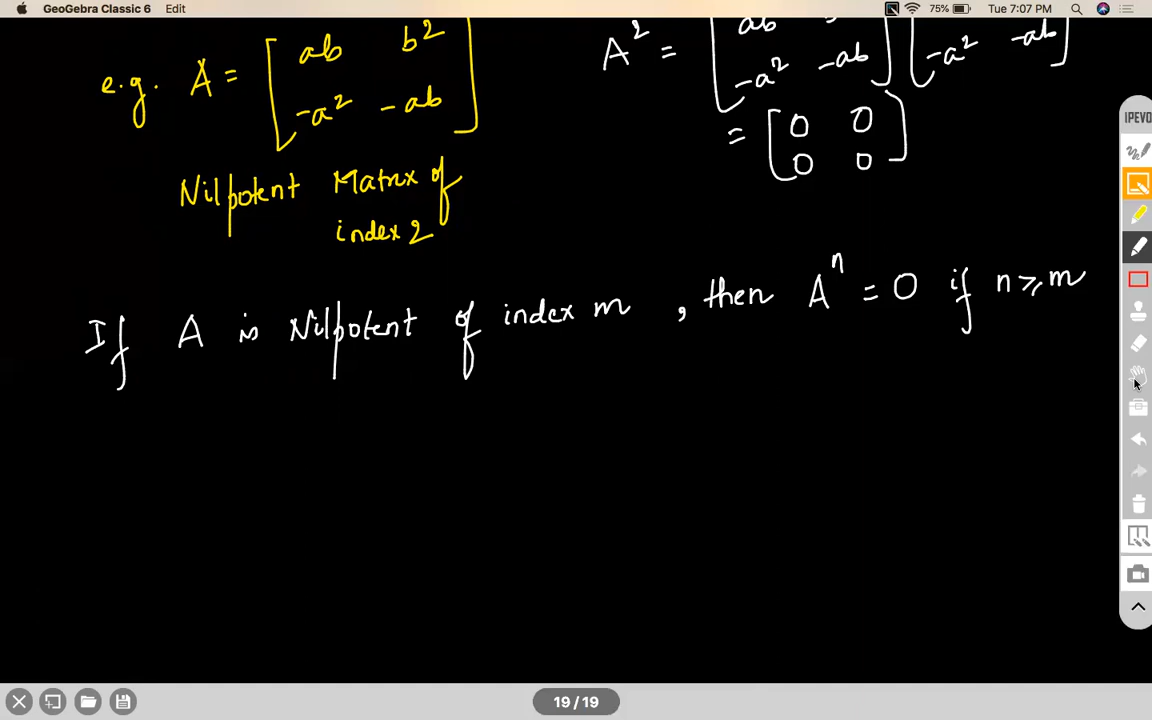 GeoGebra Classic 6 Edit 75% Tue 7:07 PM
e.g. A = [ ab b²
-a² -ab ]
Nilpotent Matrix of
index 2
A² = [ ab
-a² -ab ] [ -a² -ab ]
= [ 0 0
0 0 ]
If A is Nilpotent of index m , then Aⁿ = 0 if n ⩾ m
IPEVO
19 / 19